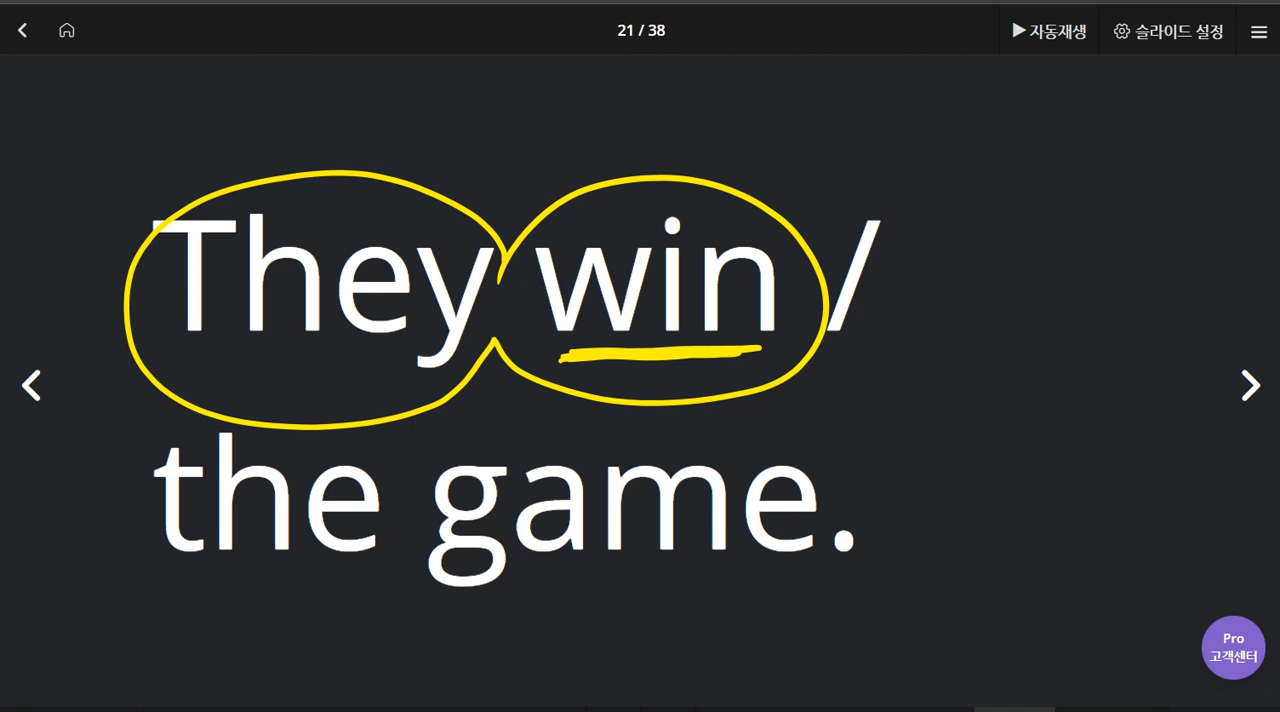 21 / 38
▶ 자동재생
슬라이드 설정
They win /
the game.
Pro
고객센터